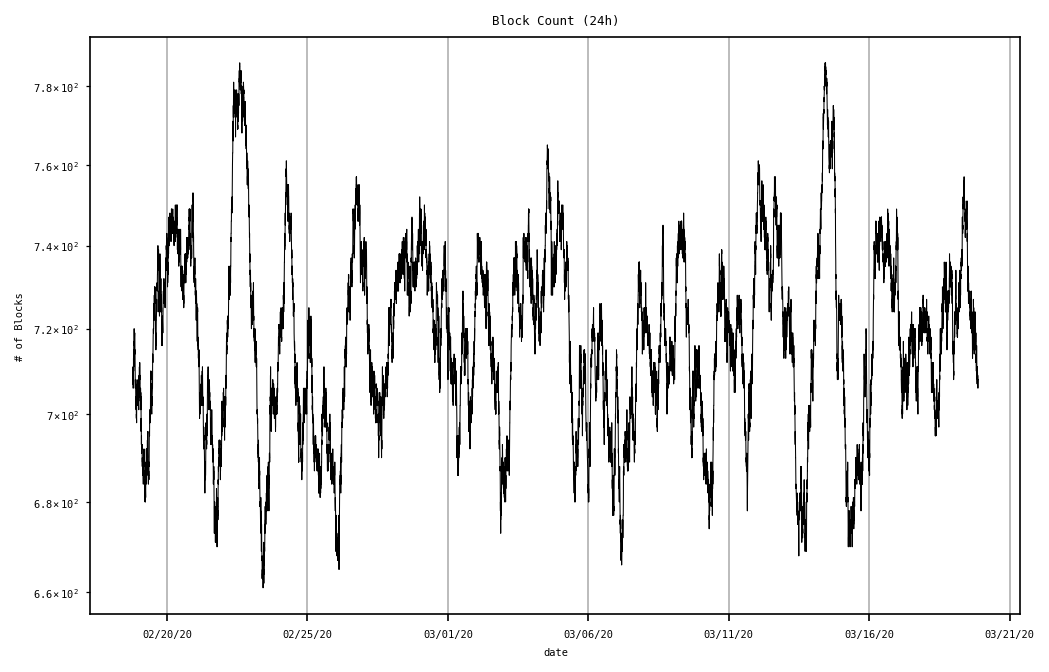 Block Count (24h)
7.8×10²
7.6×10²
7.4×10²
7.2×10²
7×10²
6.8×10²
6.6×10²
# of Blocks
02/20/20 02/25/20 03/01/20 03/06/20 03/11/20 03/16/20 03/21/20
date